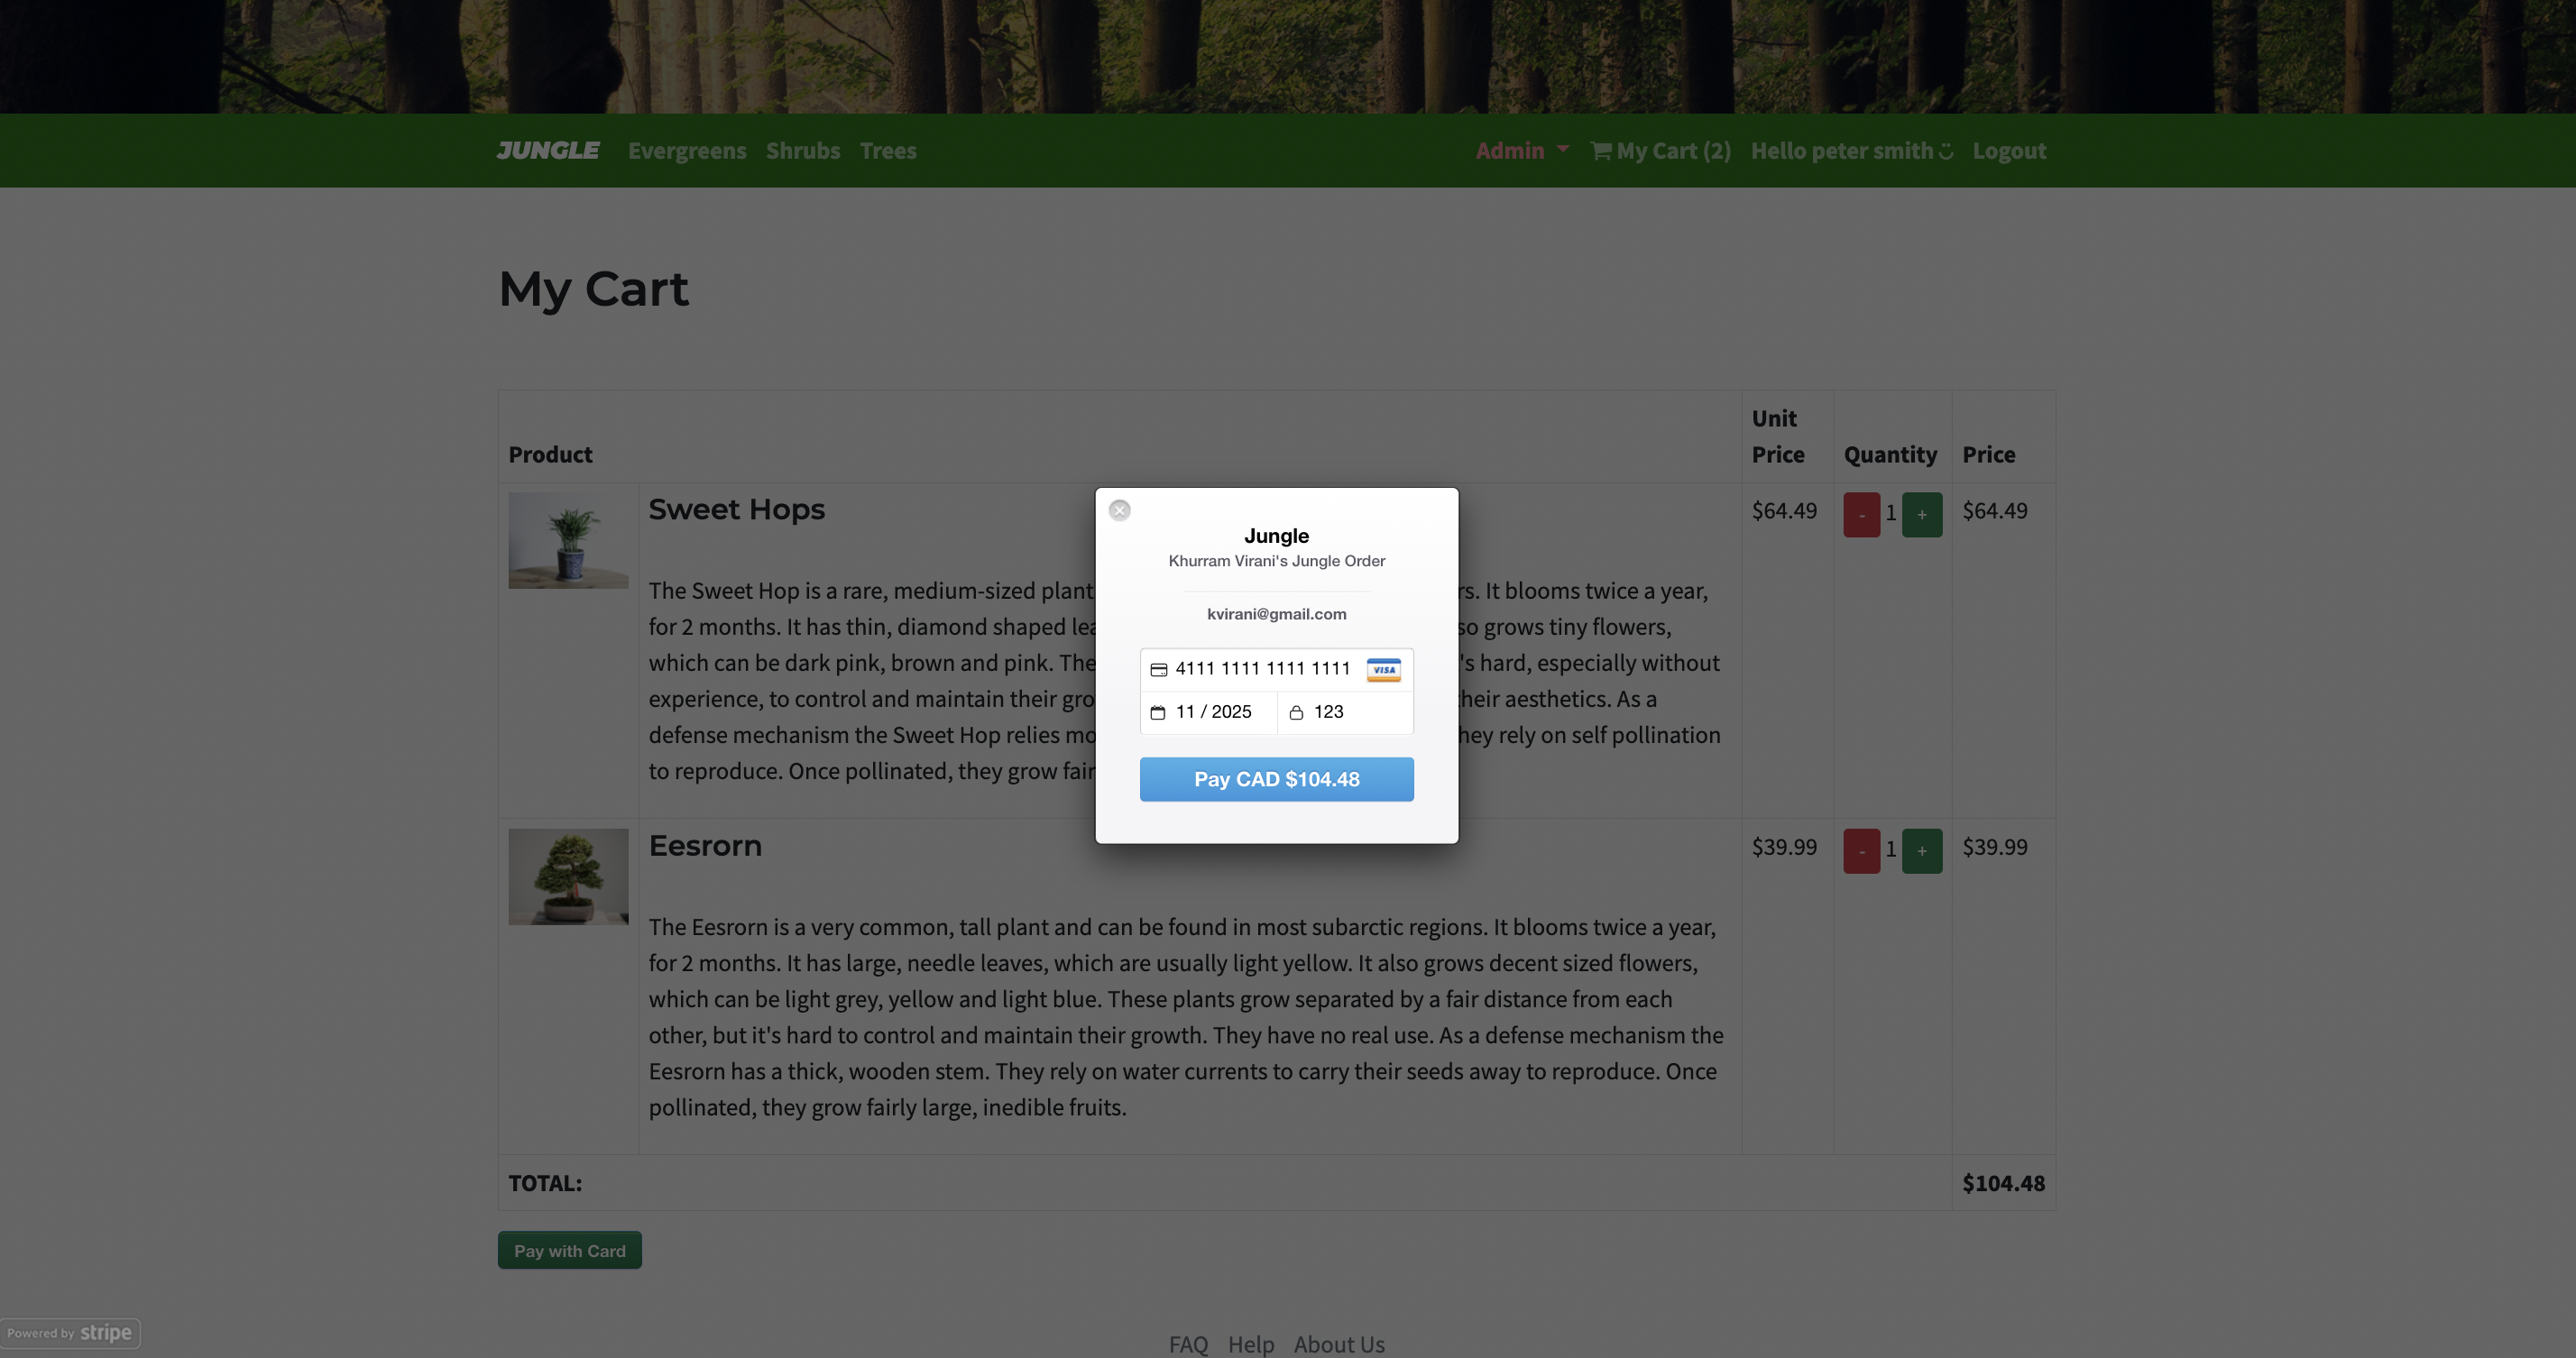 JUNGLE Evergreens Shrubs Trees Admin My Cart (2) Hello peter smith Logout
My Cart
Product Unit Price Quantity Price
Sweet Hops $64.49 - 1 + $64.49
The Sweet Hop is a rare, medium-sized plant rs. It blooms twice a year,
for 2 months. It has thin, diamond shaped lea so grows tiny flowers,
which can be dark pink, brown and pink. The 's hard, especially without
experience, to control and maintain their gro heir aesthetics. As a
defense mechanism the Sweet Hop relies mo hey rely on self pollination
to reproduce. Once pollinated, they grow fair
Jungle
Khurram Virani's Jungle Order
kvirani@gmail.com
4111 1111 1111 1111 VISA
11 / 2025 123
Pay CAD $104.48
Eesrorn $39.99 - 1 + $39.99
The Eesrorn is a very common, tall plant and can be found in most subarctic regions. It blooms twice a year,
for 2 months. It has large, needle leaves, which are usually light yellow. It also grows decent sized flowers,
which can be light grey, yellow and light blue. These plants grow separated by a fair distance from each
other, but it's hard to control and maintain their growth. They have no real use. As a defense mechanism the
Eesrorn has a thick, wooden stem. They rely on water currents to carry their seeds away to reproduce. Once
pollinated, they grow fairly large, inedible fruits.
TOTAL: $104.48
Pay with Card
Powered by stripe
FAQ Help About Us